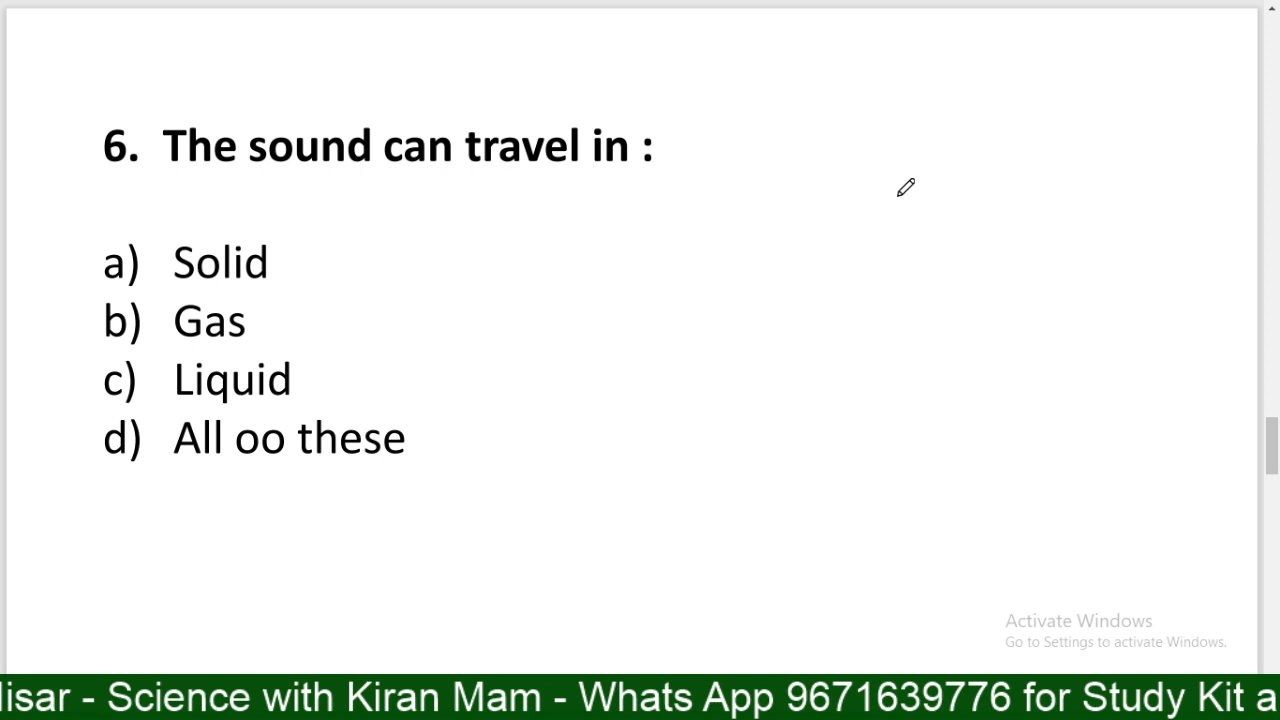 6. The sound can travel in :
a) Solid
b) Gas
c) Liquid
d) All oo these
Activate Windows
Go to Settings to activate Windows.
lisar - Science with Kiran Mam - Whats App 9671639776 for Study Kit a